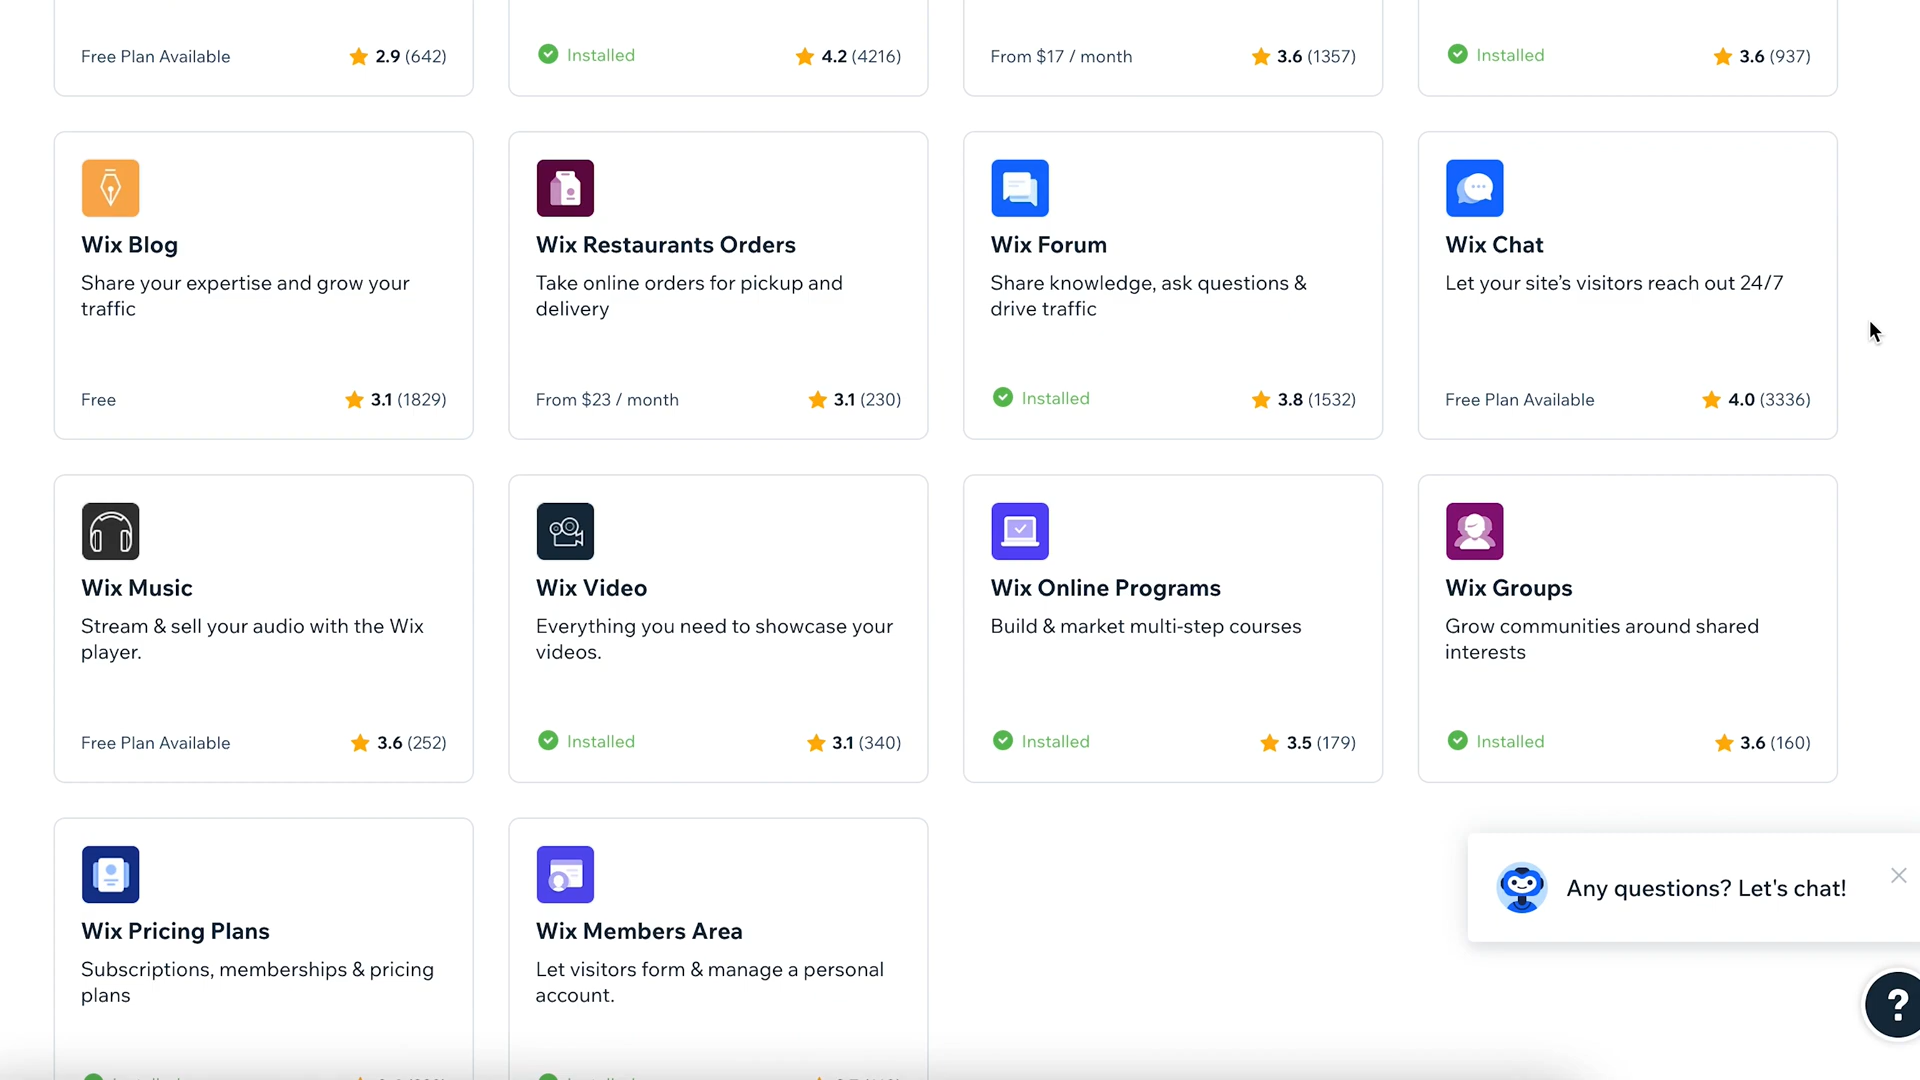 Free Plan Available 2.9 (642)
Installed 4.2 (4216)
From $17 / month 3.6 (1357)
Installed 3.6 (937)
Wix Blog
Share your expertise and grow your
traffic
Free 3.1 (1829)
Wix Restaurants Orders
Take online orders for pickup and
delivery
From $23 / month 3.1 (230)
Wix Forum
Share knowledge, ask questions &
drive traffic
Installed 3.8 (1532)
Wix Chat
Let your site’s visitors reach out 24/7
Free Plan Available 4.0 (3336)
Wix Music
Stream & sell your audio with the Wix
player.
Free Plan Available 3.6 (252)
Wix Video
Everything you need to showcase your
videos.
Installed 3.1 (340)
Wix Online Programs
Build & market multi-step courses
Installed 3.5 (179)
Wix Groups
Grow communities around shared
interests
Installed 3.6 (160)
Wix Pricing Plans
Subscriptions, memberships & pricing
plans
Wix Members Area
Let visitors form & manage a personal
account.
Any questions? Let's chat!
?